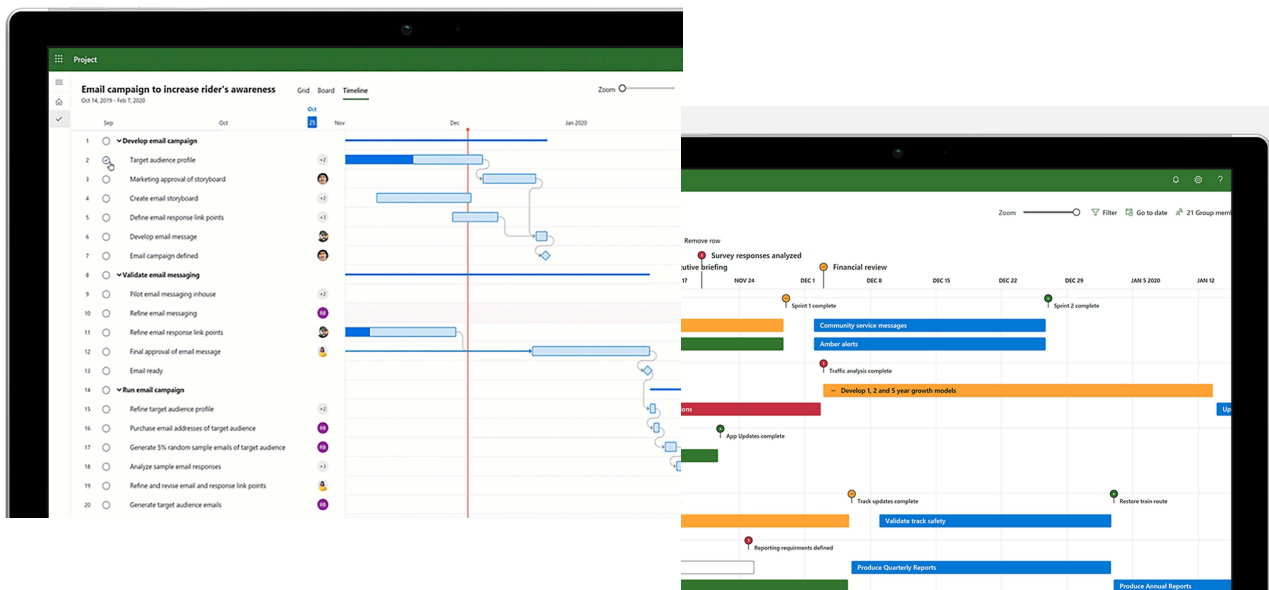 Project
Email campaign to increase rider's awareness
Oct 14, 2019 - Feb 7, 2020
Grid Board Timeline
Zoom
Oct
Sep Oct 25 Nov Dec Jan 2020
1 Develop email campaign
2 Target audience profile +2
3 Marketing approval of storyboard
4 Create email storyboard +2
5 Define email response link points +3
6 Develop email message
7 Email campaign defined
8 Validate email messaging
9 Pilot email messaging inhouse +2
10 Refine email messaging RB
11 Refine email response link points
12 Final approval of email message
13 Email ready
14 Run email campaign
15 Refine target audience profile +2
16 Purchase email addresses of target audience RB
17 Generate 5% random sample emails of target audience RB
18 Analyze sample email responses +3
19 Refine and revise email and response link points
20 Generate target audience emails RB
Zoom Filter Go to date 21 Group mem
Remove row
Survey responses analyzed
cutive briefing Financial review
17 NOV 24 DEC 1 DEC 8 DEC 15 DEC 22 DEC 29 JAN 5 2020 JAN 12
Sprint 1 complete Sprint 2 complete
Community service messages
Amber alerts
Traffic analysis complete
Develop 1, 2 and 5 year growth models
ions Up
App Updates complete
Track updates complete Restore train route
Validate track safety
Reporting requirments defined
Produce Quarterly Reports
Produce Annual Reports